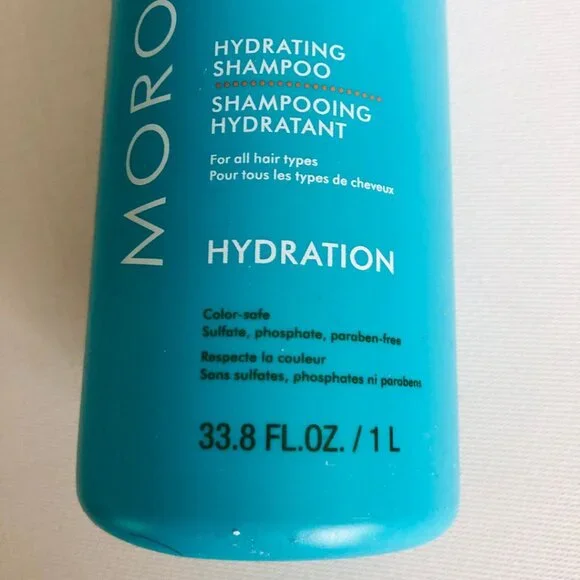 MORO
HYDRATING
SHAMPOO
SHAMPOOING
HYDRATANT
For all hair types
Pour tous les types de cheveux
HYDRATION
Color-safe
Sulfate, phosphate, paraben-free
Respecte la couleur
Sans sulfates, phosphates ni parabens
33.8 FL.OZ. / 1 L